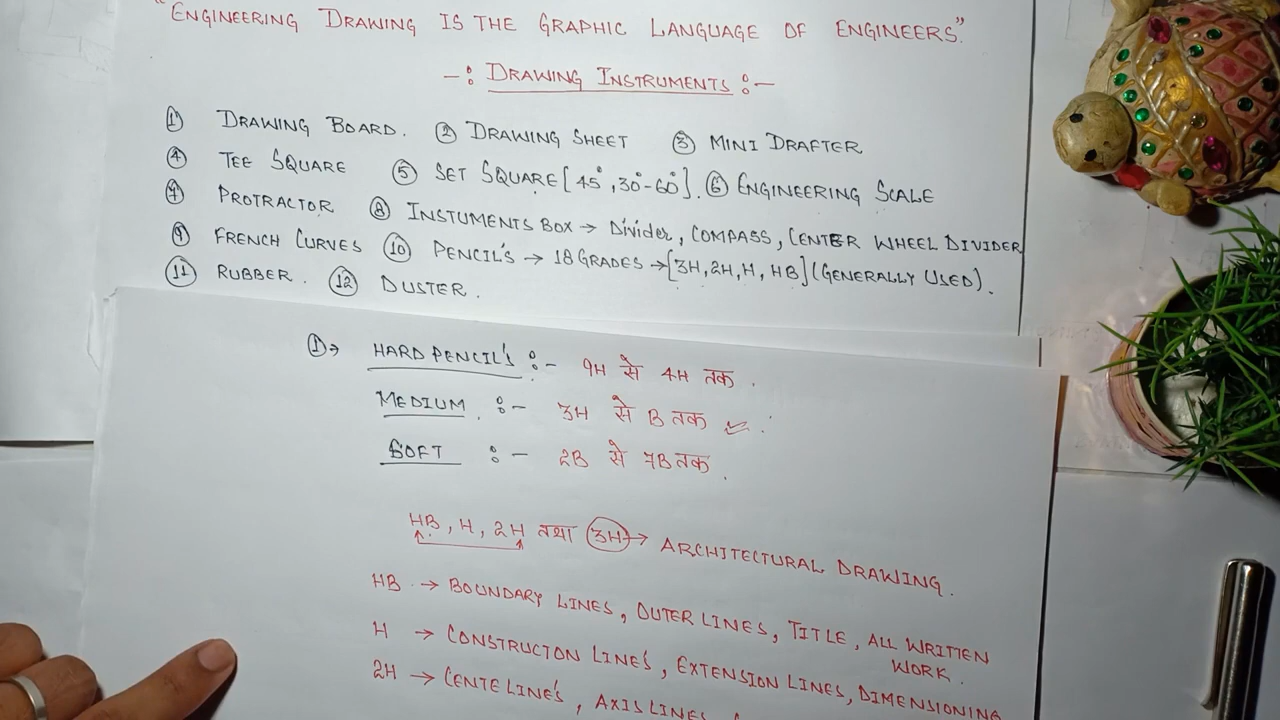 "ENGINEERING DRAWING IS THE GRAPHIC LANGUAGE OF ENGINEERS."
-: DRAWING INSTRUMENTS :-
① DRAWING BOARD. ② DRAWING SHEET ③ MINI DRAFTER
④ TEE SQUARE ⑤ SET SQUARE [45°, 30°-60°]. ⑥ ENGINEERING SCALE
⑦ PROTRACTOR ⑧ INSTUMENTS BOX → Divider, COMPASS, CENTER WHEEL DIVIDER
⑨ FRENCH CURVES ⑩ PENCIL'S → 18 GRADES → [3H, 2H, H, HB] (GENERALLY USED).
⑪ RUBBER. ⑫ DUSTER.
①→ HARD PENCIL'S :- 9H से 4H तक.
MEDIUM. :- 3H से B तक ✓.
SOFT :- 2B से 7B तक.
HB, H, 2H तथा 3H → ARCHITECTURAL DRAWING.
HB → BOUNDARY LINES, OUTER LINES, TITLE, ALL WRITTEN WORK.
H → CONSTRUCTON LINES, EXTENSION LINES, DIMENSIONING
2H → CENTE LINE'S, AXIS LINES,